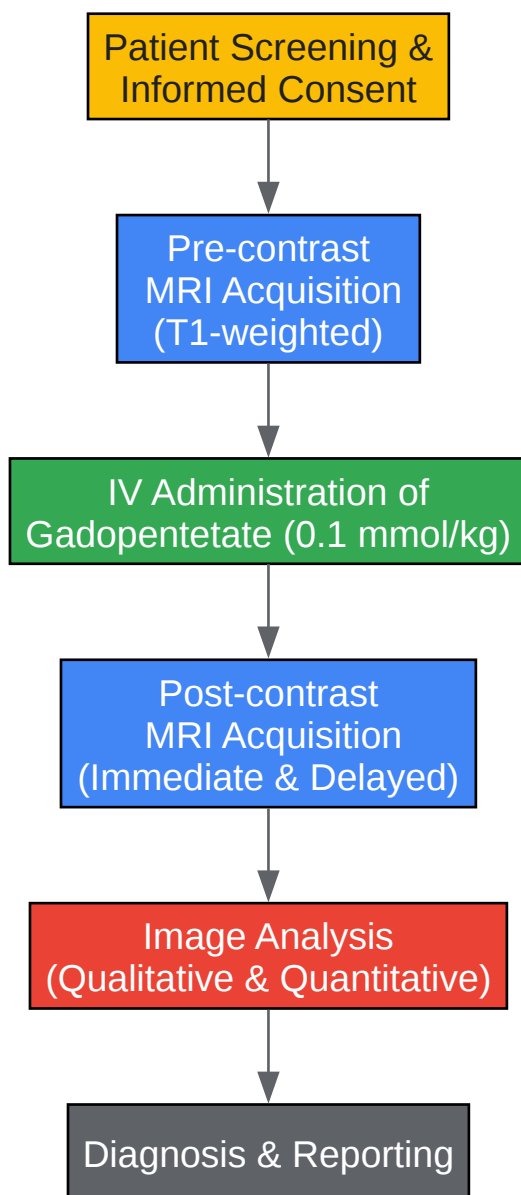 Patient Screening &
Informed Consent
Pre-contrast
MRI Acquisition
(T1-weighted)
IV Administration of
Gadopentetate (0.1 mmol/kg)
Post-contrast
MRI Acquisition
(Immediate & Delayed)
Image Analysis
(Qualitative & Quantitative)
Diagnosis & Reporting